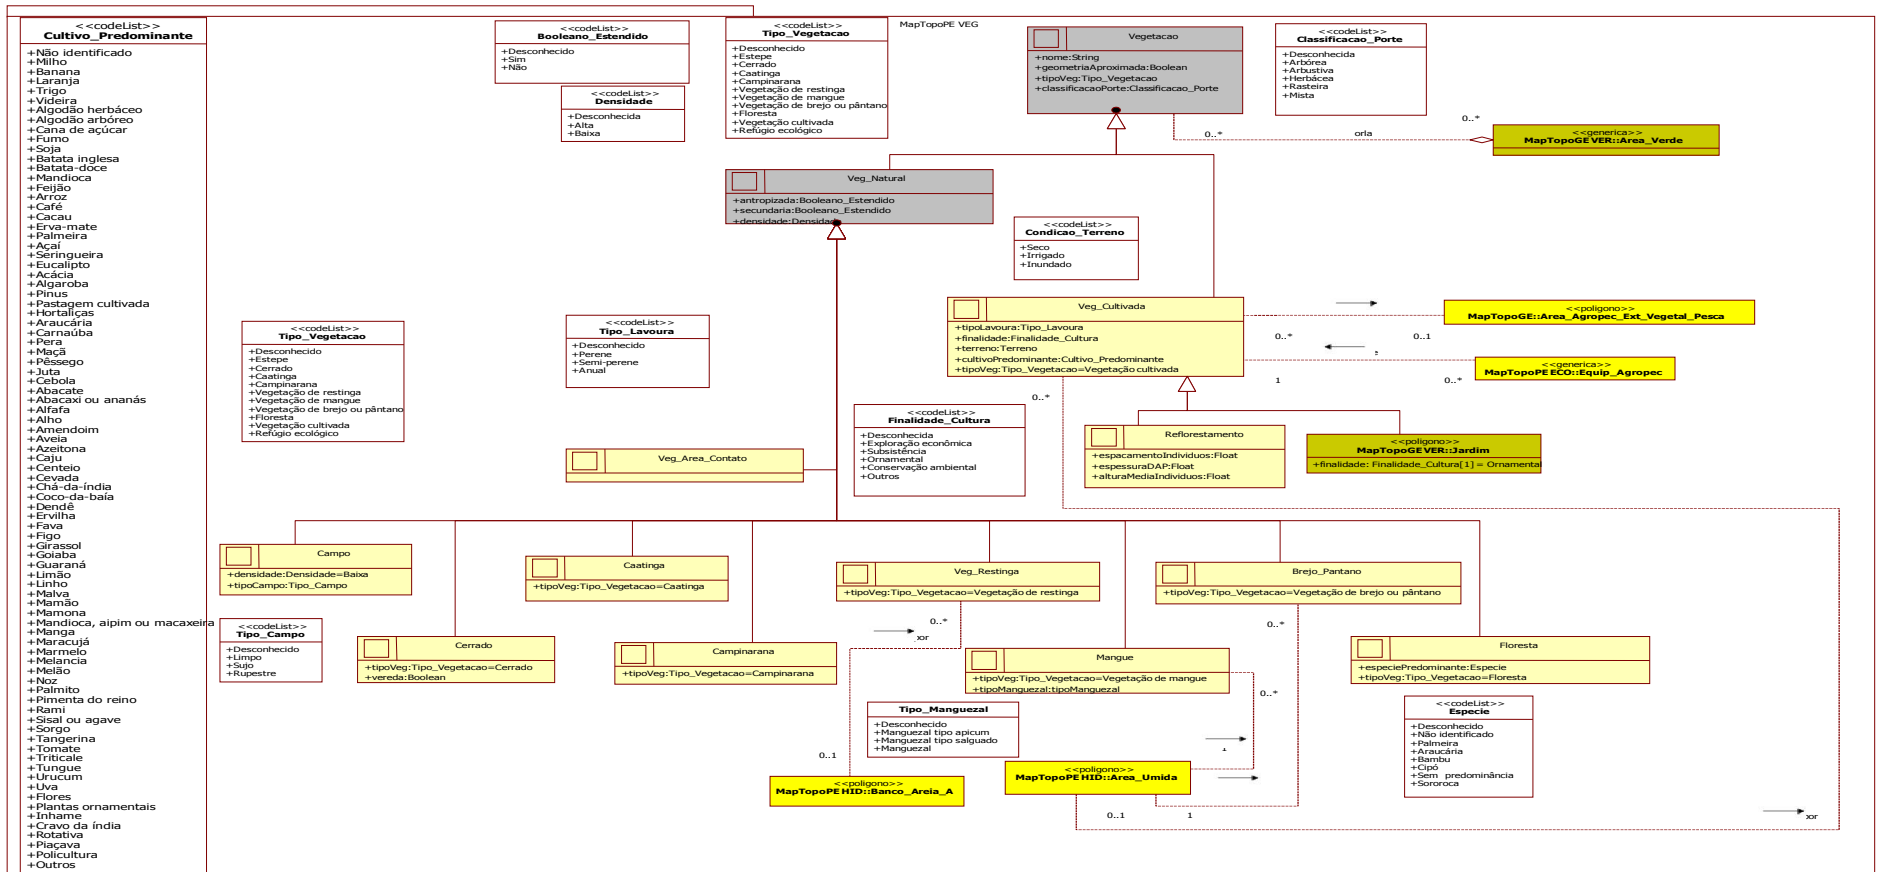 <<codeList>>
Cultivo_Predominante
+Não identificado
+Milho
+Banana
+Laranja
+Trigo
+Videira
+Algodão herbáceo
+Algodão arbóreo
+Cana de açúcar
+Fumo
+Soja
+Batata inglesa
+Batata-doce
+Mandioca
+Feijão
+Arroz
+Café
+Cacau
+Erva-mate
+Palmeira
+Açaí
+Seringueira
+Eucalipto
+Acácia
+Algaroba
+Pinus
+Pastagem cultivada
+Hortaliças
+Araucária
+Carnaúba
+Pera
+Maçã
+Pêssego
+Juta
+Cebola
+Abacate
+Abacaxi ou ananás
+Alfafa
+Alho
+Amendoim
+Aveia
+Azeitona
+Caju
+Centeio
+Cevada
+Chá-da-índia
+Coco-da-baía
+Dendê
+Ervilha
+Fava
+Figo
+Girassol
+Goiaba
+Guaraná
+Limão
+Linho
+Malva
+Mamão
+Mamona
+Mandioca, aipim ou macaxeira
+Manga
+Maracujá
+Marmelo
+Melancia
+Melão
+Noz
+Palmito
+Pimenta do reino
+Rami
+Sisal ou agave
+Sorgo
+Tangerina
+Tomate
+Triticale
+Tungue
+Urucum
+Uva
+Flores
+Plantas ornamentais
+Inhame
+Cravo da índia
+Rotativa
+Piaçava
+Policultura
+Outros
<<codeList>>
Booleano_Estendido
+Desconhecido
+Sim
+Não
<<codeList>>
Densidade
+Desconhecida
+Alta
+Baixa
<<codeList>>
Tipo_Vegetacao
+Desconhecido
+Estepe
+Cerrado
+Caatinga
+Campinarana
+Vegetação de restinga
+Vegetação de mangue
+Vegetação de brejo ou pântano
+Floresta
+Vegetação cultivada
+Refúgio ecológico
MapTopoPE VEG
Vegetacao
+nome:String
+geometriaAproximada:Boolean
+tipoVeg:Tipo_Vegetacao
+classificacaoPorte:Classificacao_Porte
<<codeList>>
Classificacao_Porte
+Desconhecida
+Arbórea
+Arbustiva
+Herbácea
+Rasteira
+Mista
0..*
orla
0..*
<<generica>>
MapTopoGE VER::Area_Verde
Veg_Natural
+antropizada:Booleano_Estendido
+secundaria:Booleano_Estendido
+densidade:Densidade
<<codeList>>
Condicao_Terreno
+Seco
+Irrigado
+Inundado
Veg_Cultivada
+tipoLavoura:Tipo_Lavoura
+finalidade:Finalidade_Cultura
+terreno:Terreno
+cultivoPredominante:Cultivo_Predominante
+tipoVeg:Tipo_Vegetacao=Vegetação cultivada
0..*
0..1
<<poligono>>
MapTopoGE::Area_Agropec_Ext_Vegetal_Pesca
1
0..*
<<generica>>
MapTopoPE ECO::Equip_Agropec
0..*
<<codeList>>
Tipo_Vegetacao
+Desconhecido
+Estepe
+Cerrado
+Caatinga
+Campinarana
+Vegetação de restinga
+Vegetação de mangue
+Vegetação de brejo ou pântano
+Floresta
+Vegetação cultivada
+Refúgio ecológico
<<codeList>>
Tipo_Lavoura
+Desconhecido
+Perene
+Semi-perene
+Anual
<<codeList>>
Finalidade_Cultura
+Desconhecida
+Exploração econômica
+Subsistência
+Ornamental
+Conservação ambiental
+Outros
Reflorestamento
+espacamentoIndividuos:Float
+espessuraDAP:Float
+alturaMediaIndividuos:Float
<<poligono>>
MapTopoGE VER::Jardim
+finalidade: Finalidade_Cultura[1] = Ornamental
Veg_Area_Contato
Campo
+densidade:Densidade=Baixa
+tipoCampo:Tipo_Campo
Caatinga
+tipoVeg:Tipo_Vegetacao=Caatinga
Veg_Restinga
+tipoVeg:Tipo_Vegetacao=Vegetação de restinga
Brejo_Pantano
+tipoVeg:Tipo_Vegetacao=Vegetação de brejo ou pântano
<<codeList>>
Tipo_Campo
+Desconhecido
+Limpo
+Sujo
+Rupestre
Cerrado
+tipoVeg:Tipo_Vegetacao=Cerrado
+vereda:Boolean
Campinarana
+tipoVeg:Tipo_Vegetacao=Campinarana
0..*
xor
0..*
Mangue
+tipoVeg:Tipo_Vegetacao=Vegetação de mangue
+tipoManguezal:tipoManguezal
0..*
Floresta
+especiePredominante:Especie
+tipoVeg:Tipo_Vegetacao=Floresta
Tipo_Manguezal
+Desconhecido
+Manguezal tipo apicum
+Manguezal tipo salguado
+Manguezal
<<codeList>>
Especie
+Desconhecido
+Não identificado
+Palmeira
+Araucária
+Bambu
+Cipó
+Sem predominância
+Sororoca
0..1
1
<<poligono>>
MapTopoPE HID::Banco_Areia_A
<<poligono>>
MapTopoPE HID::Area_Umida
0..1
1
xor